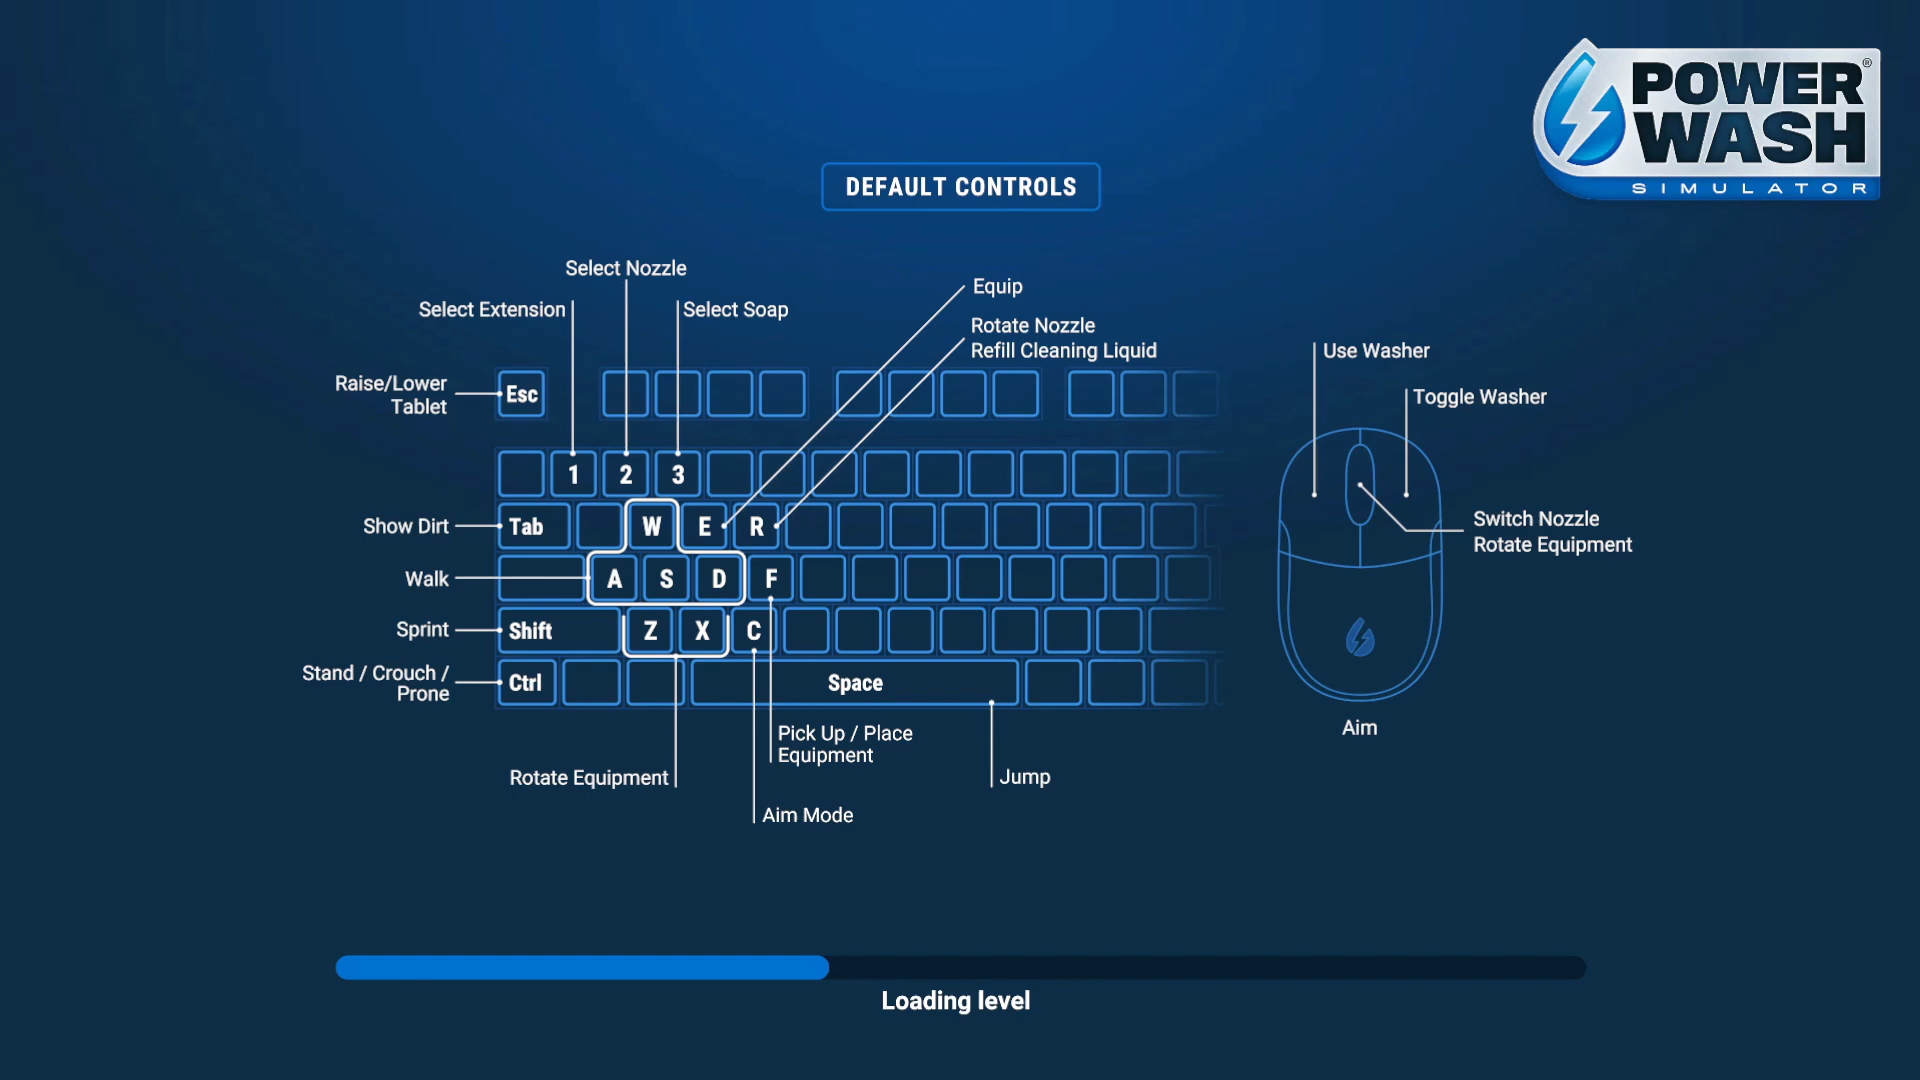 POWER®
WASH
SIMULATOR
DEFAULT CONTROLS
Select Nozzle
Select Extension
Select Soap
Equip
Rotate Nozzle
Refill Cleaning Liquid
Raise/Lower
Tablet
Esc
1 2 3
Show Dirt
Tab W E R
Walk
A S D F
Sprint
Shift Z X C
Stand / Crouch /
Prone
Ctrl Space
Pick Up / Place
Equipment
Rotate Equipment
Jump
Aim Mode
Use Washer
Toggle Washer
Switch Nozzle
Rotate Equipment
Aim
Loading level